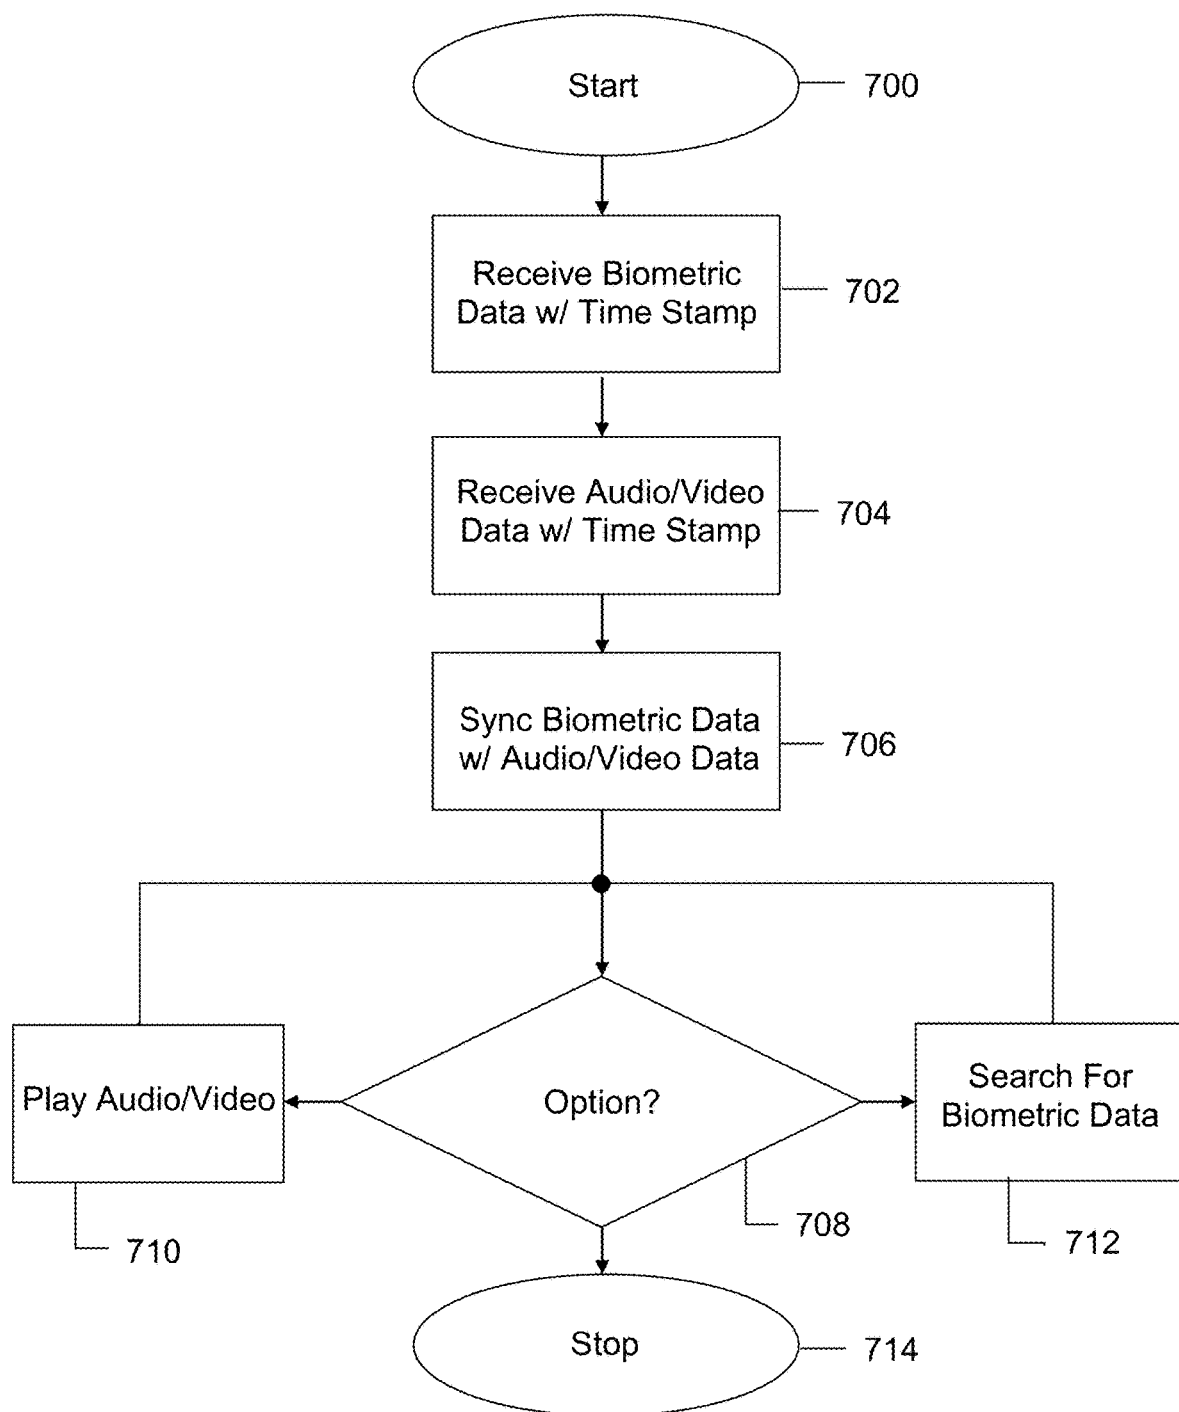 Start
700
Receive Biometric
Data w/ Time Stamp
702
Receive Audio/Video
Data w/ Time Stamp
704
Sync Biometric Data
w/ Audio/Video Data
706
Play Audio/Video
710
Option?
708
Search For
Biometric Data
712
Stop
714